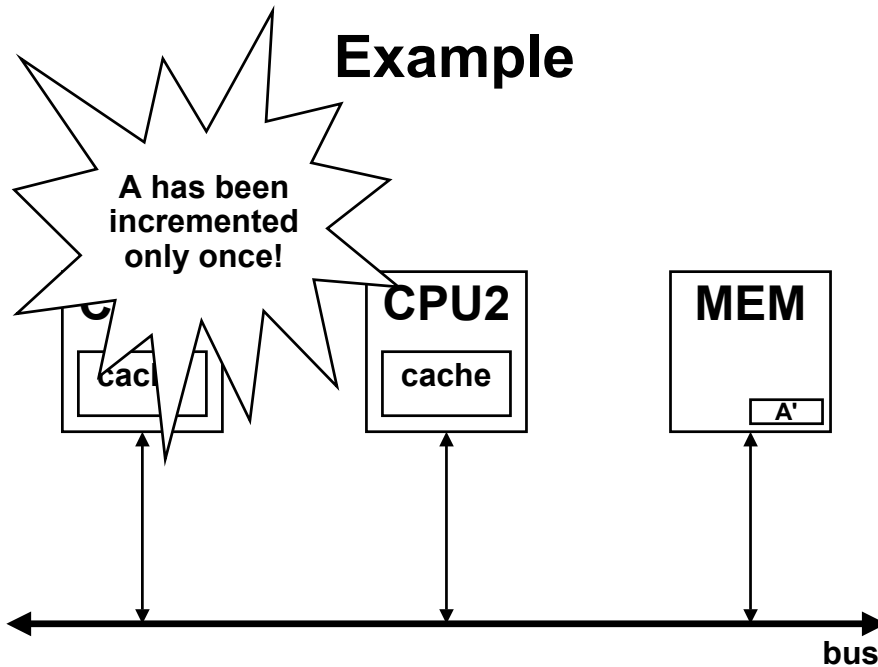 Example
A has been
incremented
only once!
CPU2
MEM
cache
A'
bus